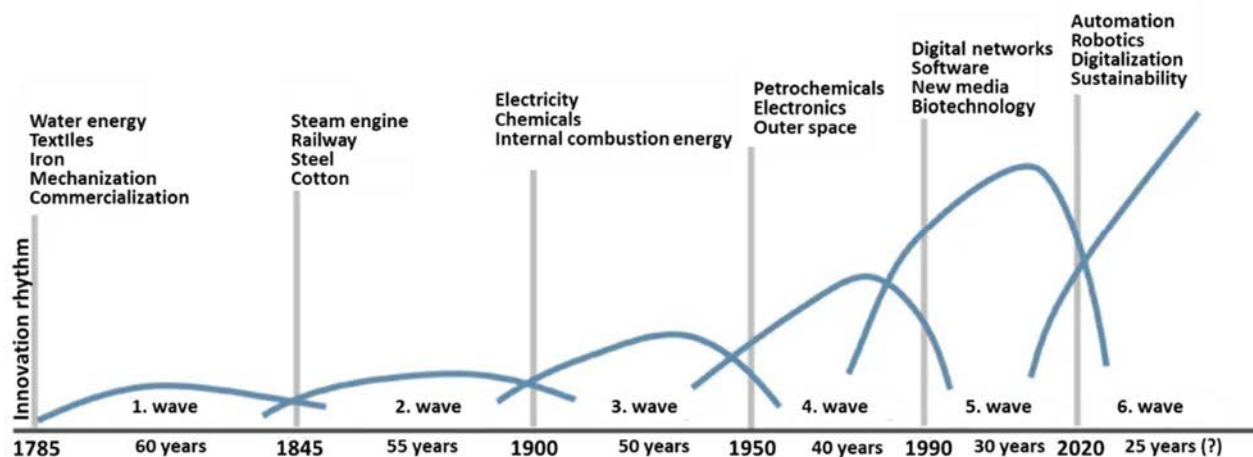 Water energy
Textiles
Iron
Mechanization
Commercialization
Steam engine
Railway
Steel
Cotton
Electricity
Chemicals
Internal combustion energy
Petrochemicals
Electronics
Outer space
Digital networks
Software
New media
Biotechnology
Automation
Robotics
Digitalization
Sustainability
Innovation rhythm
1. wave
2. wave
3. wave
4. wave
5. wave
6. wave
1785 60 years 1845 55 years 1900 50 years 1950 40 years 1990 30 years 2020 25 years (?)